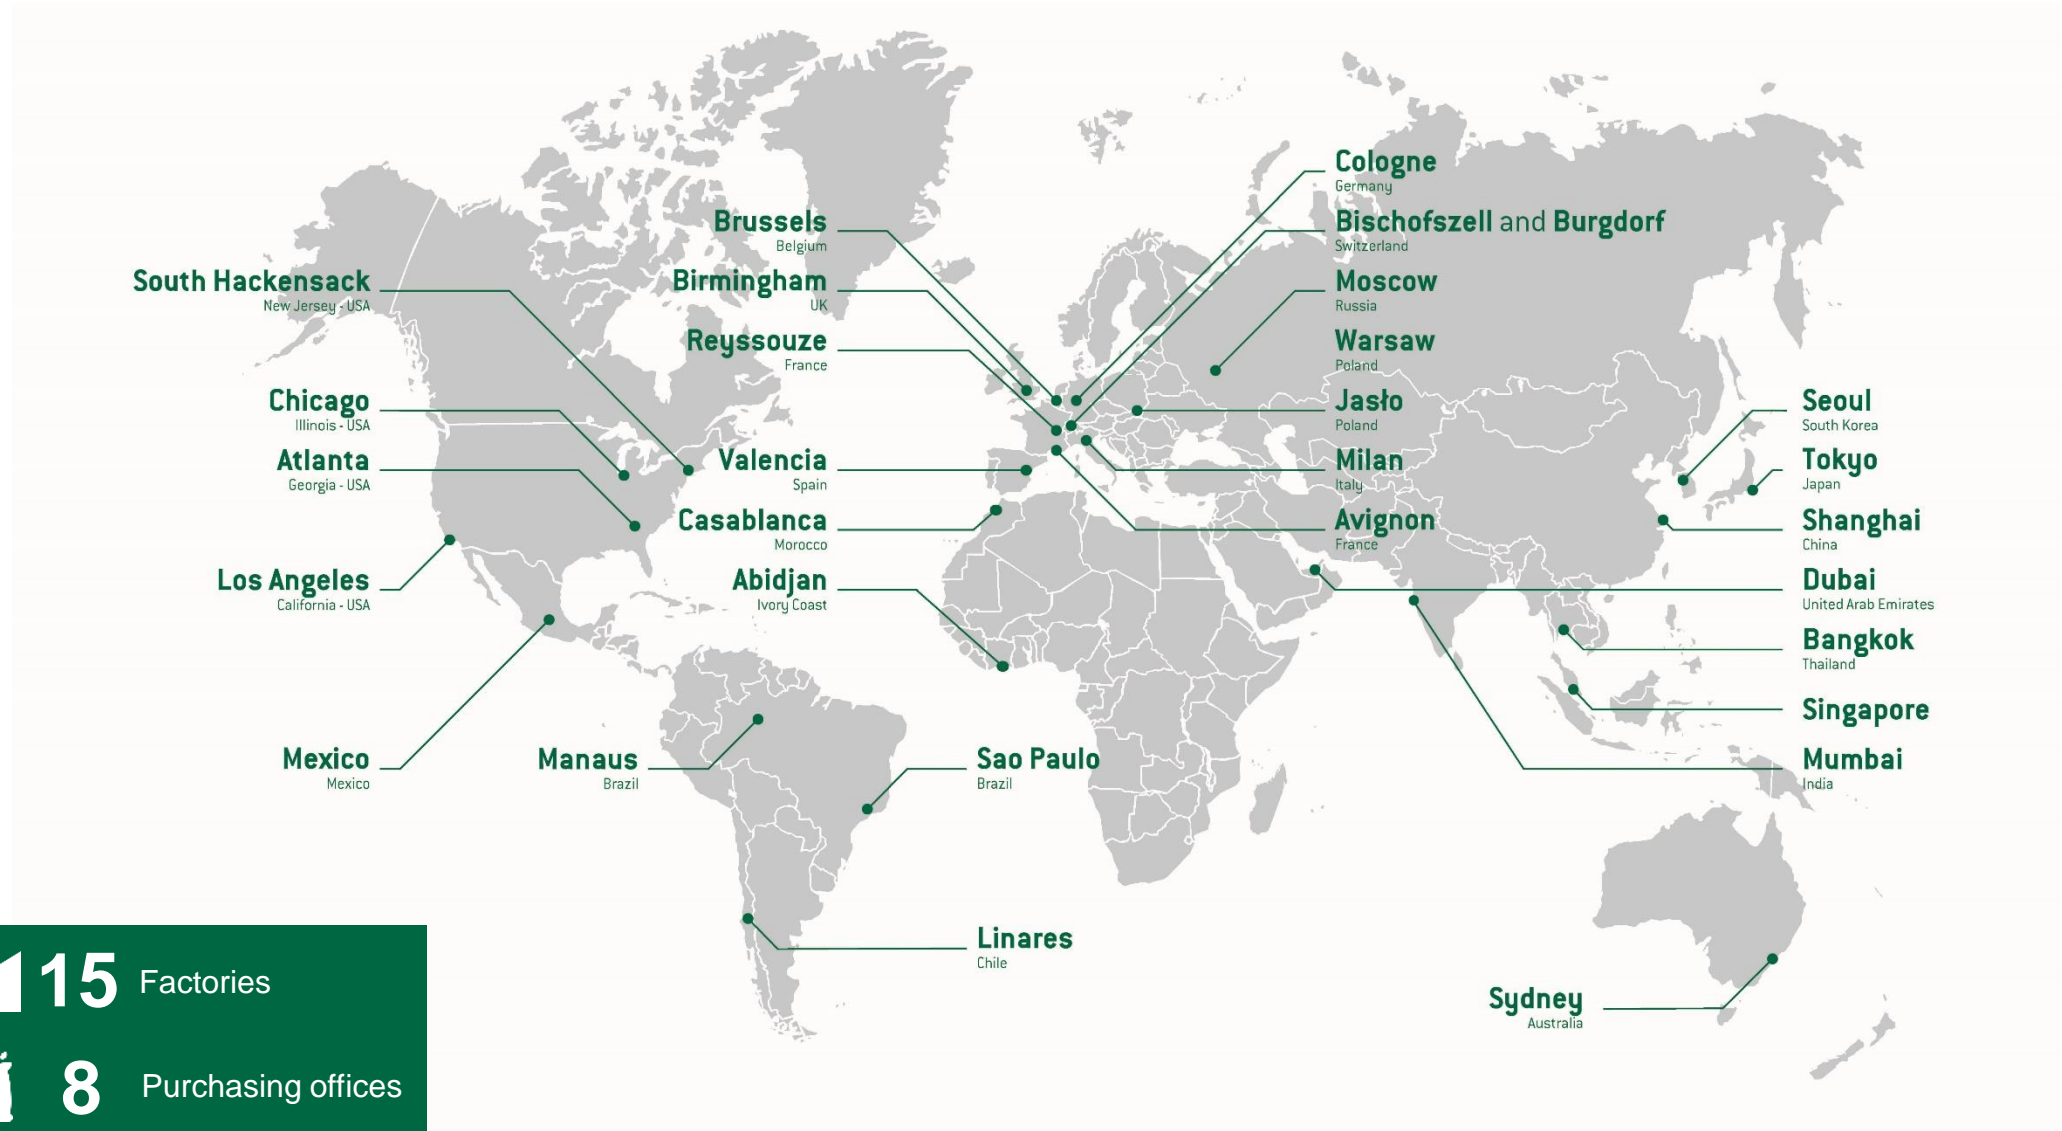 Cologne
Germany
Brussels
Belgium
Bischofszell and Burgdorf
Switzerland
South Hackensack
New Jersey - USA
Birmingham
UK
Moscow
Russia
Reyssouze
France
Warsaw
Poland
Chicago
Illinois - USA
Jasło
Poland
Seoul
South Korea
Atlanta
Georgia - USA
Valencia
Spain
Milan
Italy
Tokyo
Japan
Casablanca
Morocco
Avignon
France
Shanghai
China
Los Angeles
California - USA
Abidjan
Ivory Coast
Dubai
United Arab Emirates
Bangkok
Thailand
Singapore
Mexico
Mexico
Manaus
Brazil
Sao Paulo
Brazil
Mumbai
India
Linares
Chile
Sydney
Australia
15 Factories
8 Purchasing offices